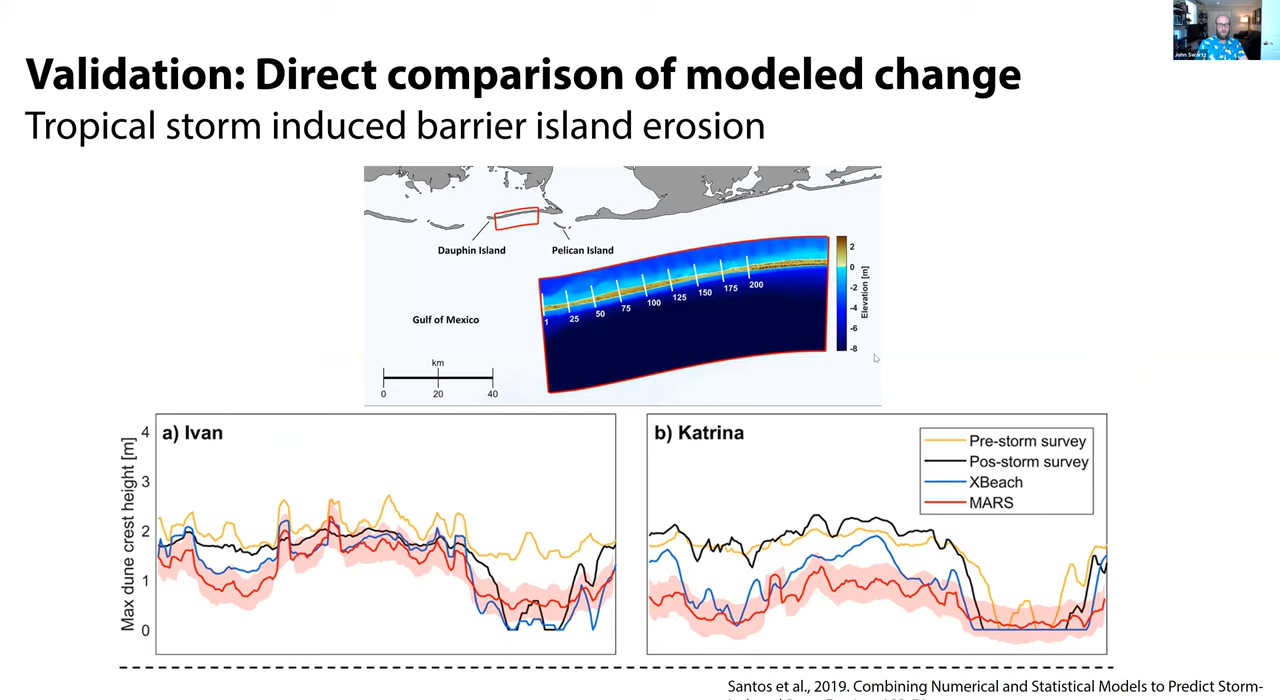 John Swartz
Validation: Direct comparison of modeled change
Tropical storm induced barrier island erosion
Dauphin Island
Pelican Island
Gulf of Mexico
km
0 20 40
1 25 50 75 100 125 150 175 200
2
0
-2
-4
-6
-8
Elevation [m]
a) Ivan
b) Katrina
Max dune crest height [m]
4
3
2
1
0
Pre-storm survey
Pos-storm survey
XBeach
MARS
Santos et al., 2019. Combining Numerical and Statistical Models to Predict Storm-